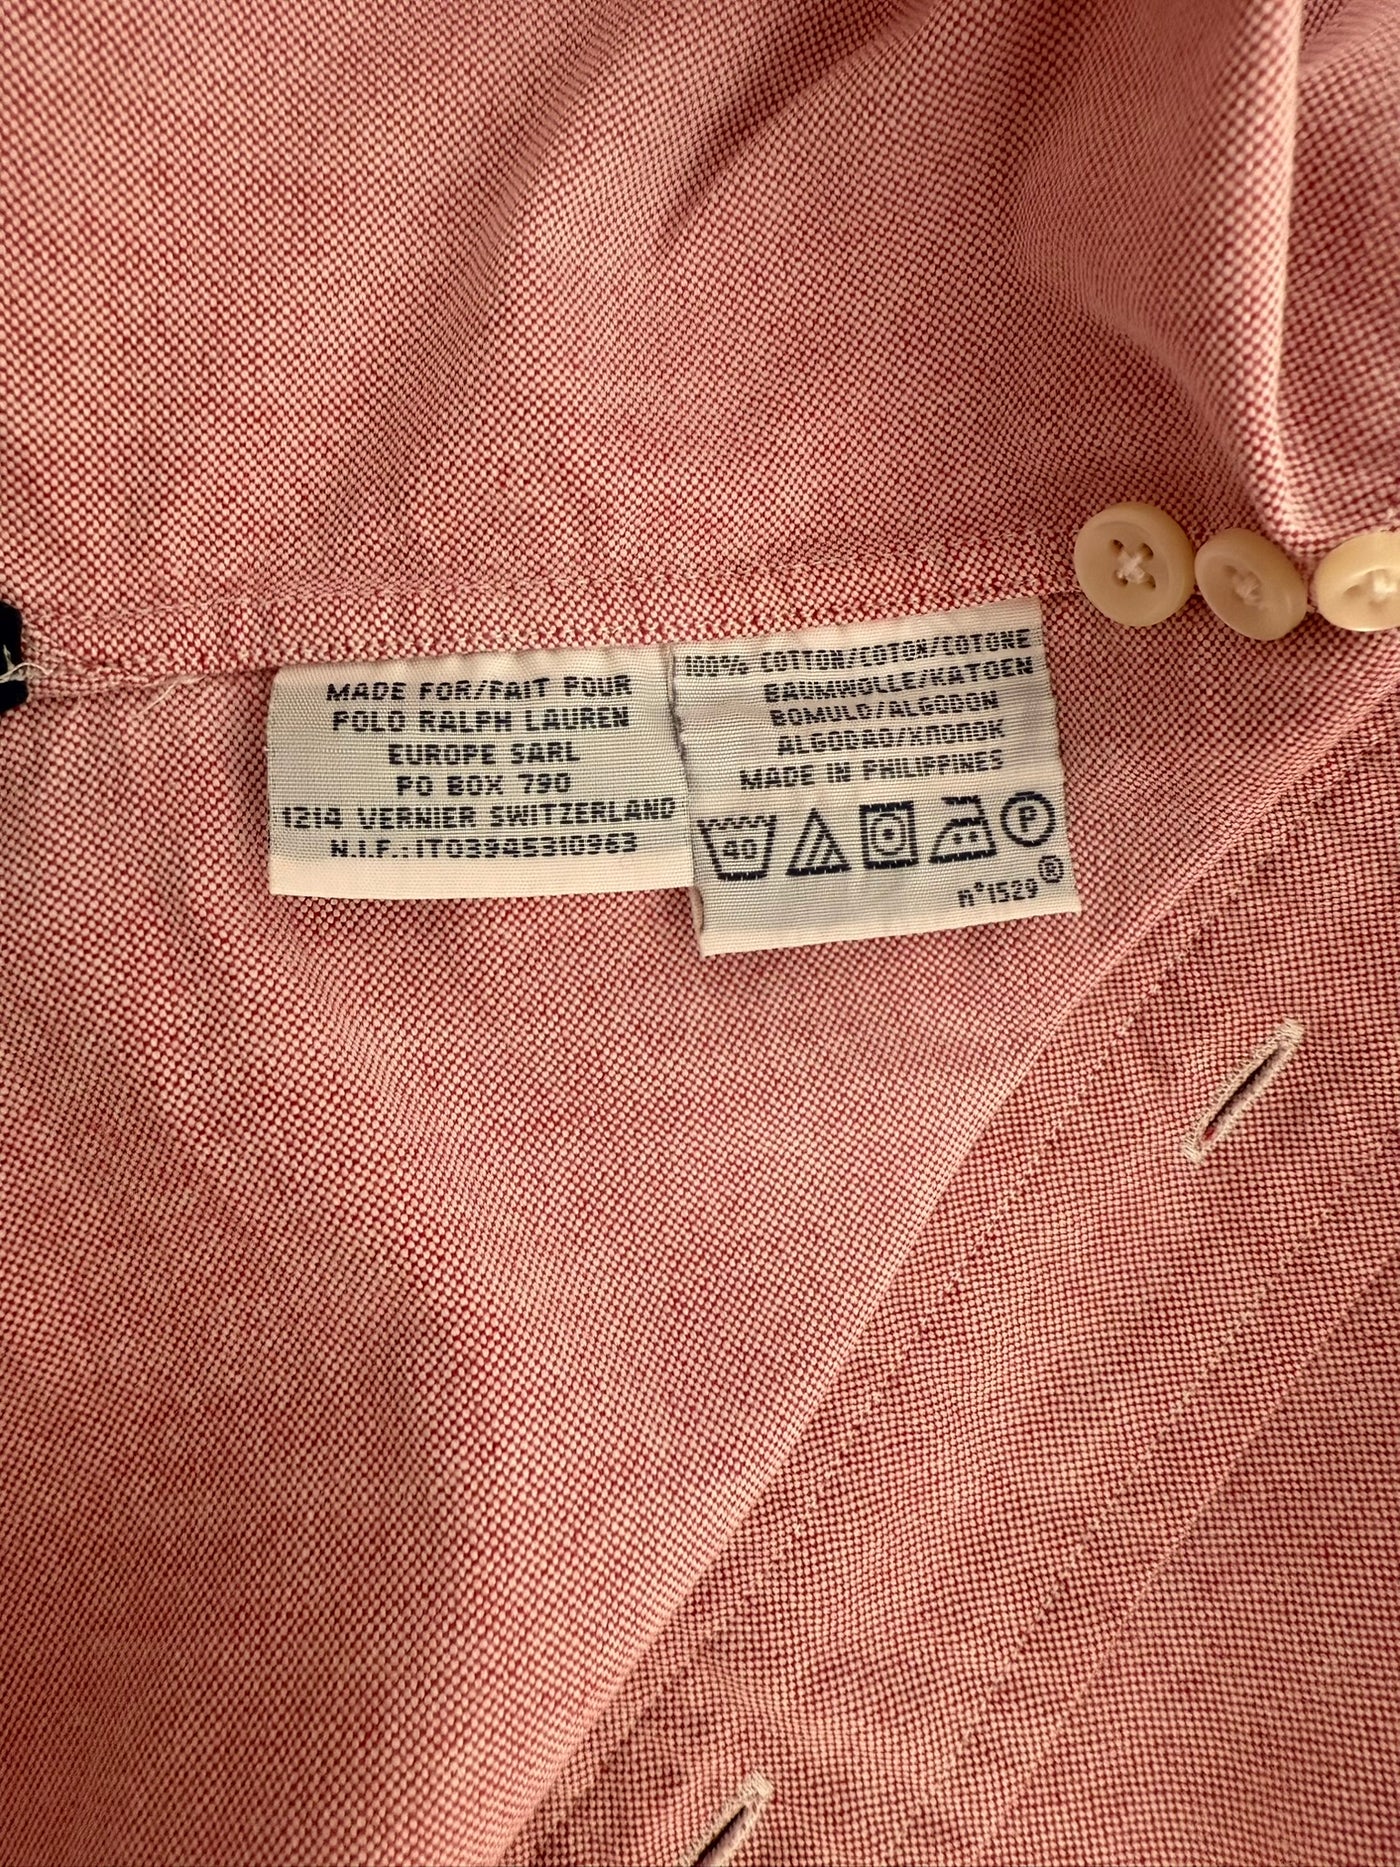 MADE FOR/FAIT POUR
POLO RALPH LAUREN
EUROPE SARL
PO BOX 790
1214 VERNIER SWITZERLAND
N.I.F.: IT03945310963
100% COTTON/COTON/COTONE
BAUMWOLLE/KATOEN
BOMULD/ALGODON
ALGODAO/ΧΛΟΠΟΚ
MADE IN PHILIPPINES
40 P
n°1529 ®